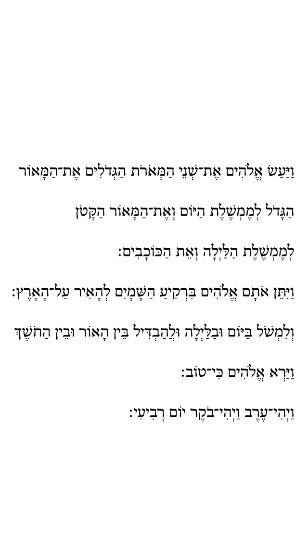 וַיַּעַשׂ אֱלֹהִים אֶת־שְׁנֵי הַמְּאֹרֹת הַגְּדֹלִים אֶת־הַמָּאוֹר
הַגָּדֹל לְמֶמְשֶׁלֶת הַיּוֹם וְאֶת־הַמָּאוֹר הַקָּטֹן
לְמֶמְשֶׁלֶת הַלַּיְלָה וְאֵת הַכּוֹכָבִים׃
וַיִּתֵּן אֹתָם אֱלֹהִים בִּרְקִיעַ הַשָּׁמָיִם לְהָאִיר עַל־הָאָרֶץ׃
וְלִמְשֹׁל בַּיּוֹם וּבַלַּיְלָה וּלֲהַבְדִּיל בֵּין הָאוֹר וּבֵין הַחֹשֶׁךְ
וַיַּרְא אֱלֹהִים כִּי־טוֹב׃
וַיְהִי־עֶרֶב וַיְהִי־בֹקֶר יוֹם רְבִיעִי׃